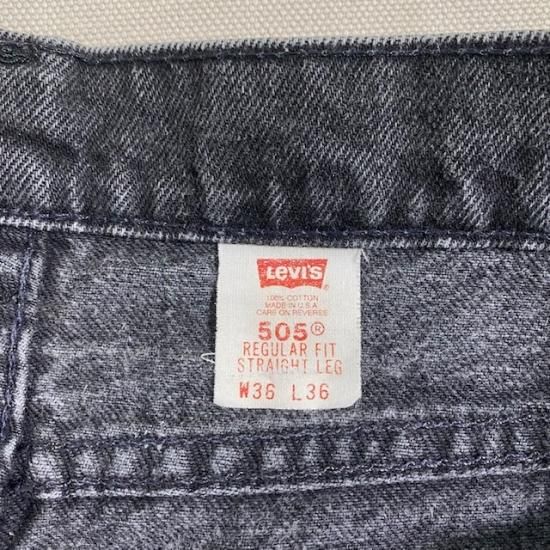 LEVI'S®
100% COTTON
MADE IN U.S.A
CARE ON REVERSE
505®
REGULAR FIT
STRAIGHT LEG
W36 L36